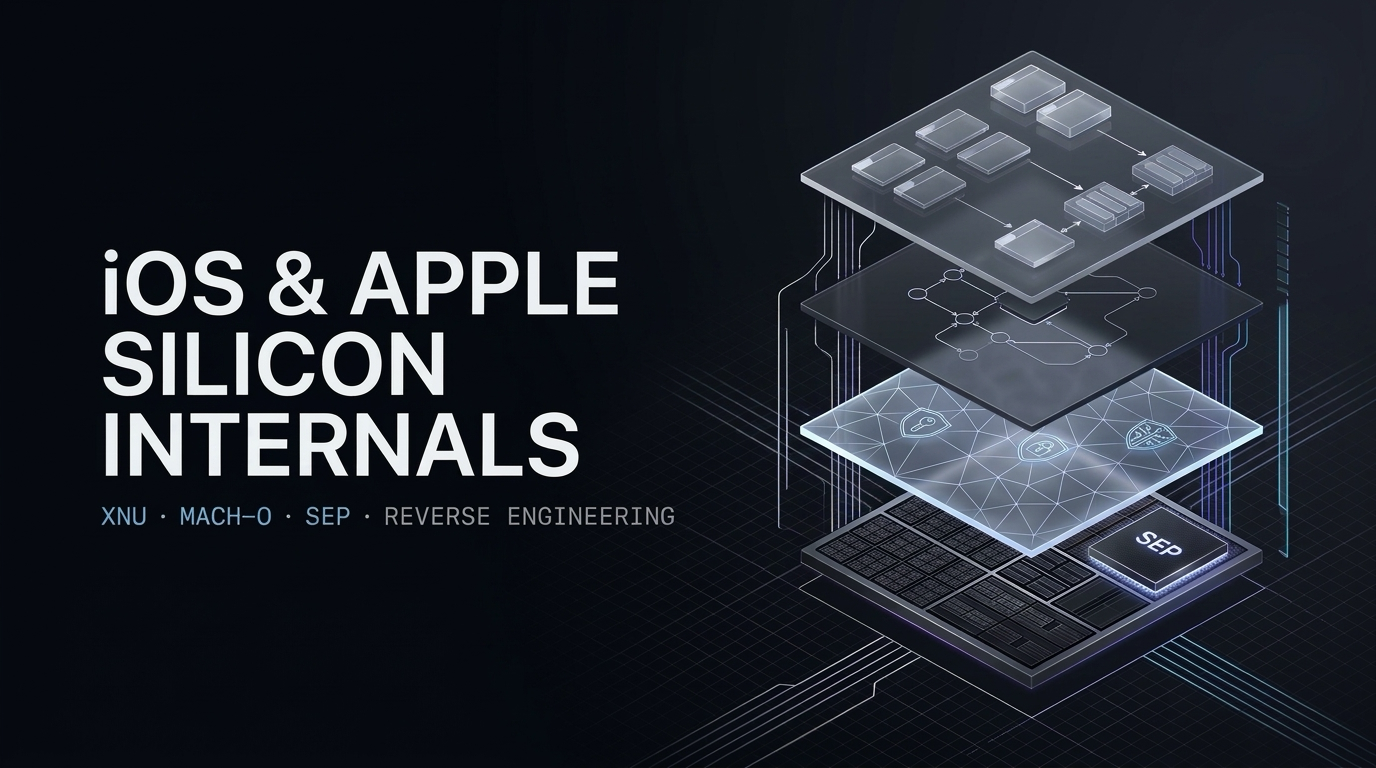 iOS & APPLE
SILICON
INTERNALS
XNU · MACH–O · SEP · REVERSE ENGINEERING
SEP